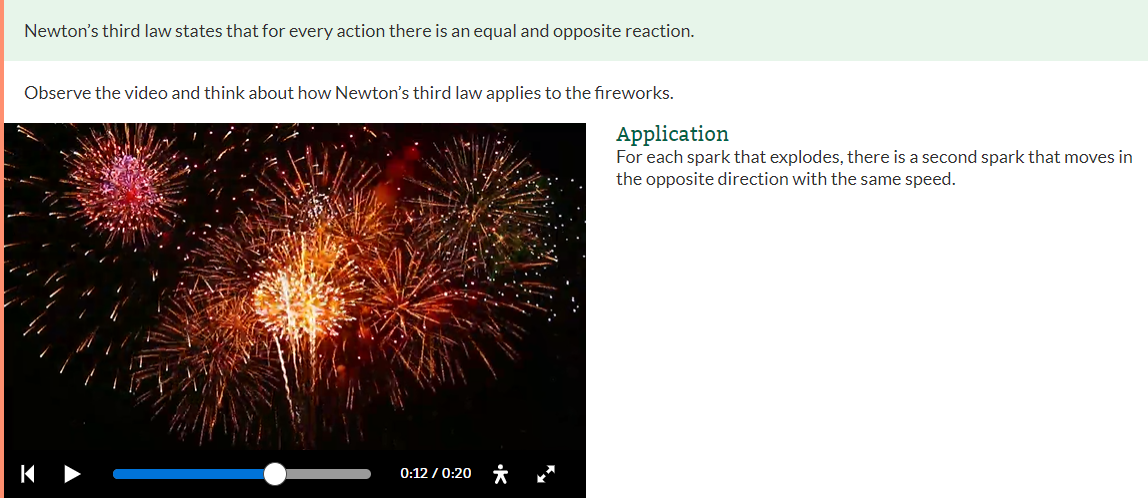 Newton’s third law states that for every action there is an equal and opposite reaction.
Observe the video and think about how Newton’s third law applies to the fireworks.
Application
For each spark that explodes, there is a second spark that moves in
the opposite direction with the same speed.
0:12 / 0:20